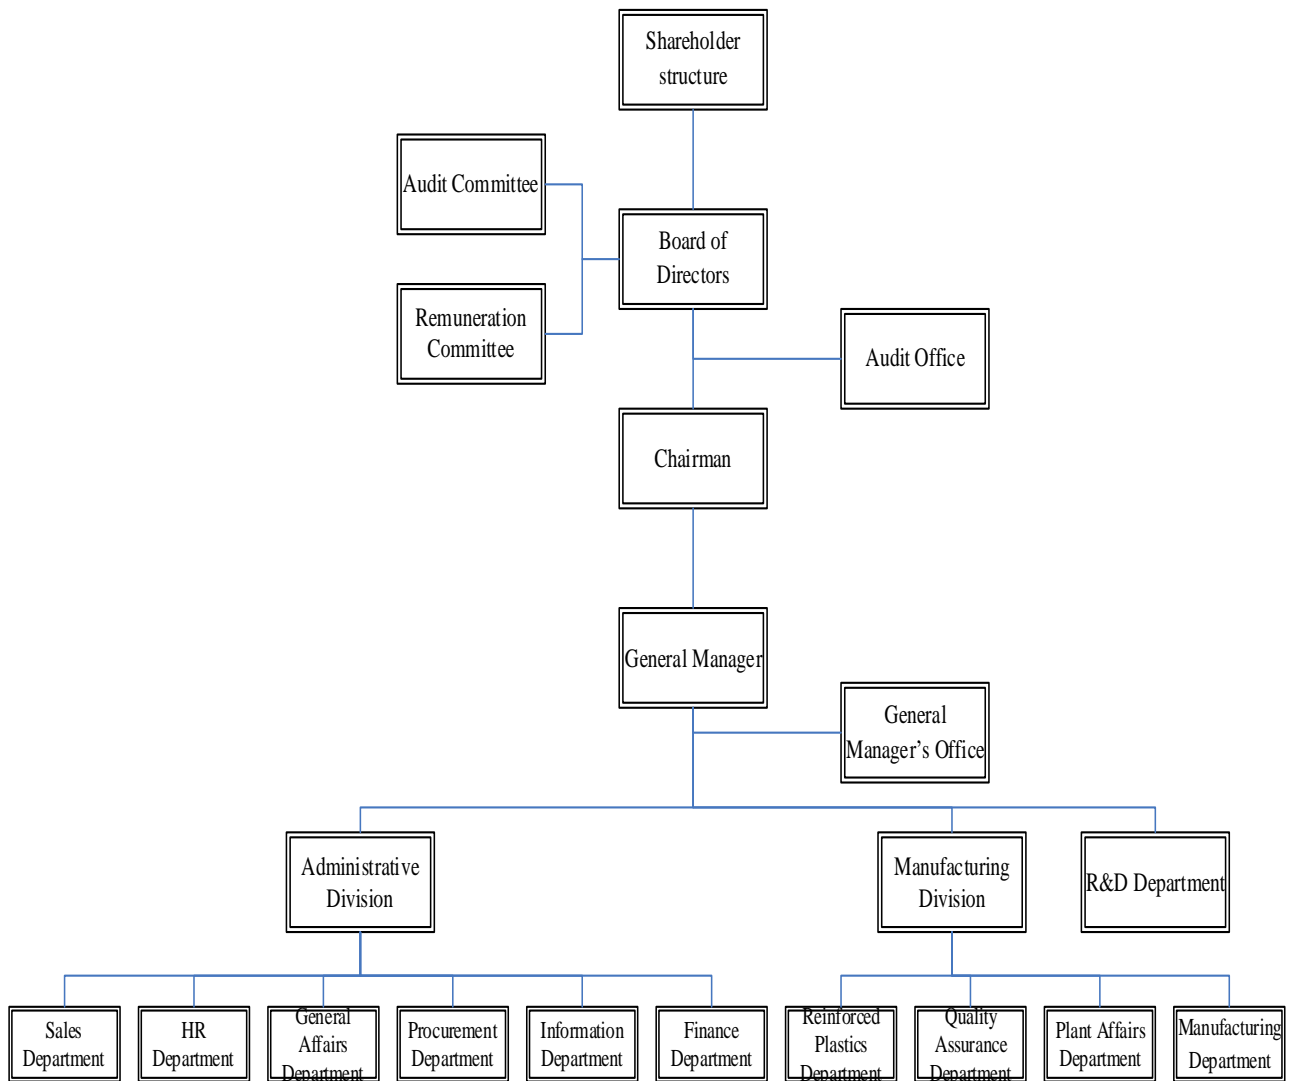 Shareholder
structure
Audit Committee
Board of
Directors
Remuneration
Committee
Audit Office
Chairman
General Manager
General
Manager’s Office
Administrative
Division
Manufacturing
Division
R&D Department
Sales
Department
HR
Department
General
Affairs
Department
Procurement
Department
Information
Department
Finance
Department
Reinforced
Plastics
Department
Quality
Assurance
Department
Plant Affairs
Department
Manufacturing
Department